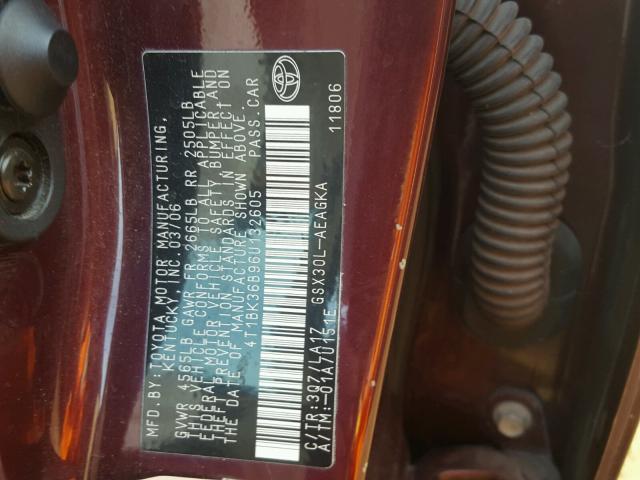 MFD.BY:TOYOTA MOTOR MANUFACTURING,
KENTUCKY,INC. 03/06
GVWR 4565LB GAWR FR 2665LB RR 2505LB
THIS VEHICLE CONFORMS TO ALL APPLICABLE
FEDERAL MOTOR VEHICLE SAFETY,BUMPER,AND
THEFT PREVENTION STANDARDS IN EFFECT ON
THE DATE OF MANUFACTURE SHOWN ABOVE.
4T1BK36B96U132605 PASS.CAR
C/TR:3Q7/LA17 GSX30L-AEAGKA
A/TM:-01A/U151E
11806